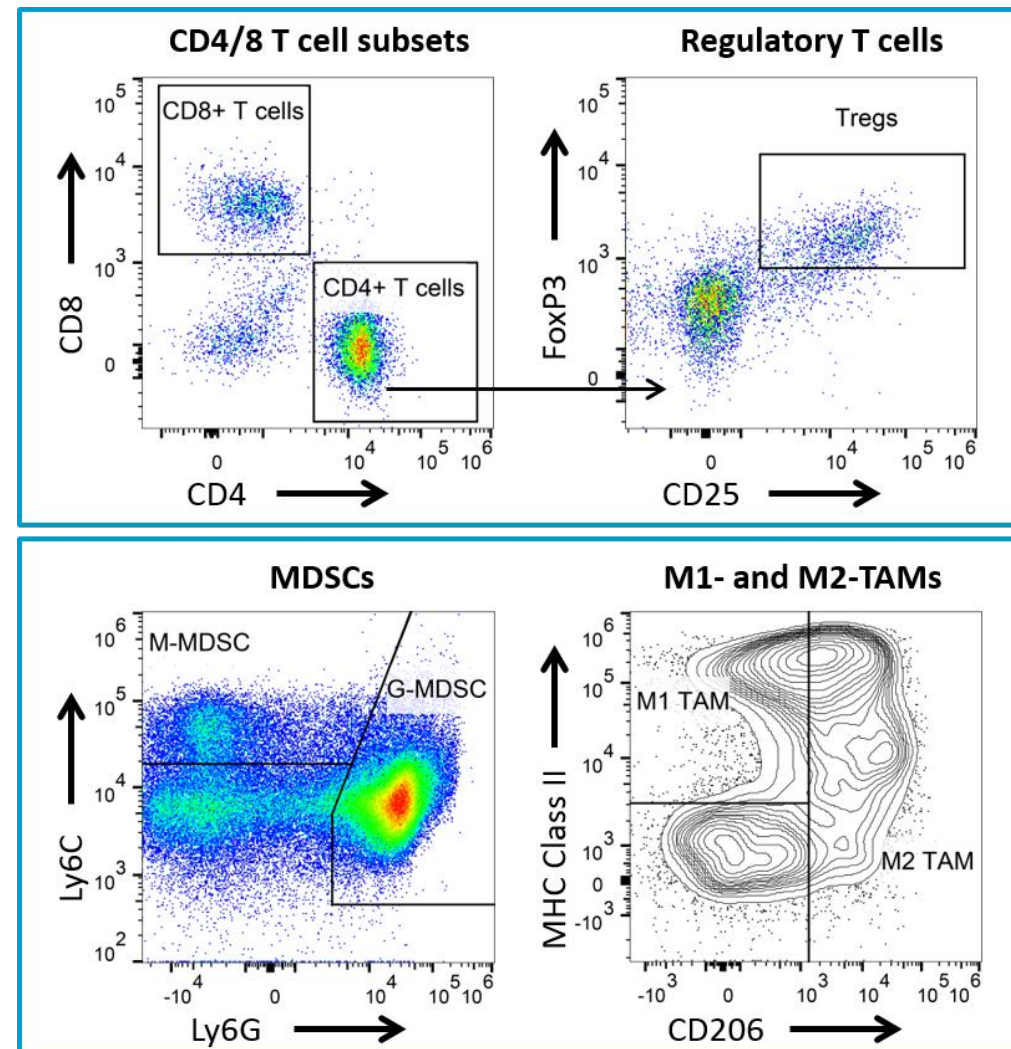 CD4/8 T cell subsets
Regulatory T cells
10^5
10^4
10^3
0
CD8+ T cells
CD4+ T cells
CD8
0
10^4
10^5
10^6
CD4
10^5
10^4
10^3
0
Tregs
FoxP3
0
10^4
10^5
10^6
CD25
MDSCs
M1- and M2-TAMs
10^6
10^5
10^4
10^3
10^2
M-MDSC
G-MDSC
Ly6C
-10^4
0
10^4
10^5
10^6
Ly6G
10^6
10^5
10^4
10^3
0
-10^3
M1 TAM
M2 TAM
MHC Class II
-10^3
0
10^3
10^4
10^5
10^6
CD206